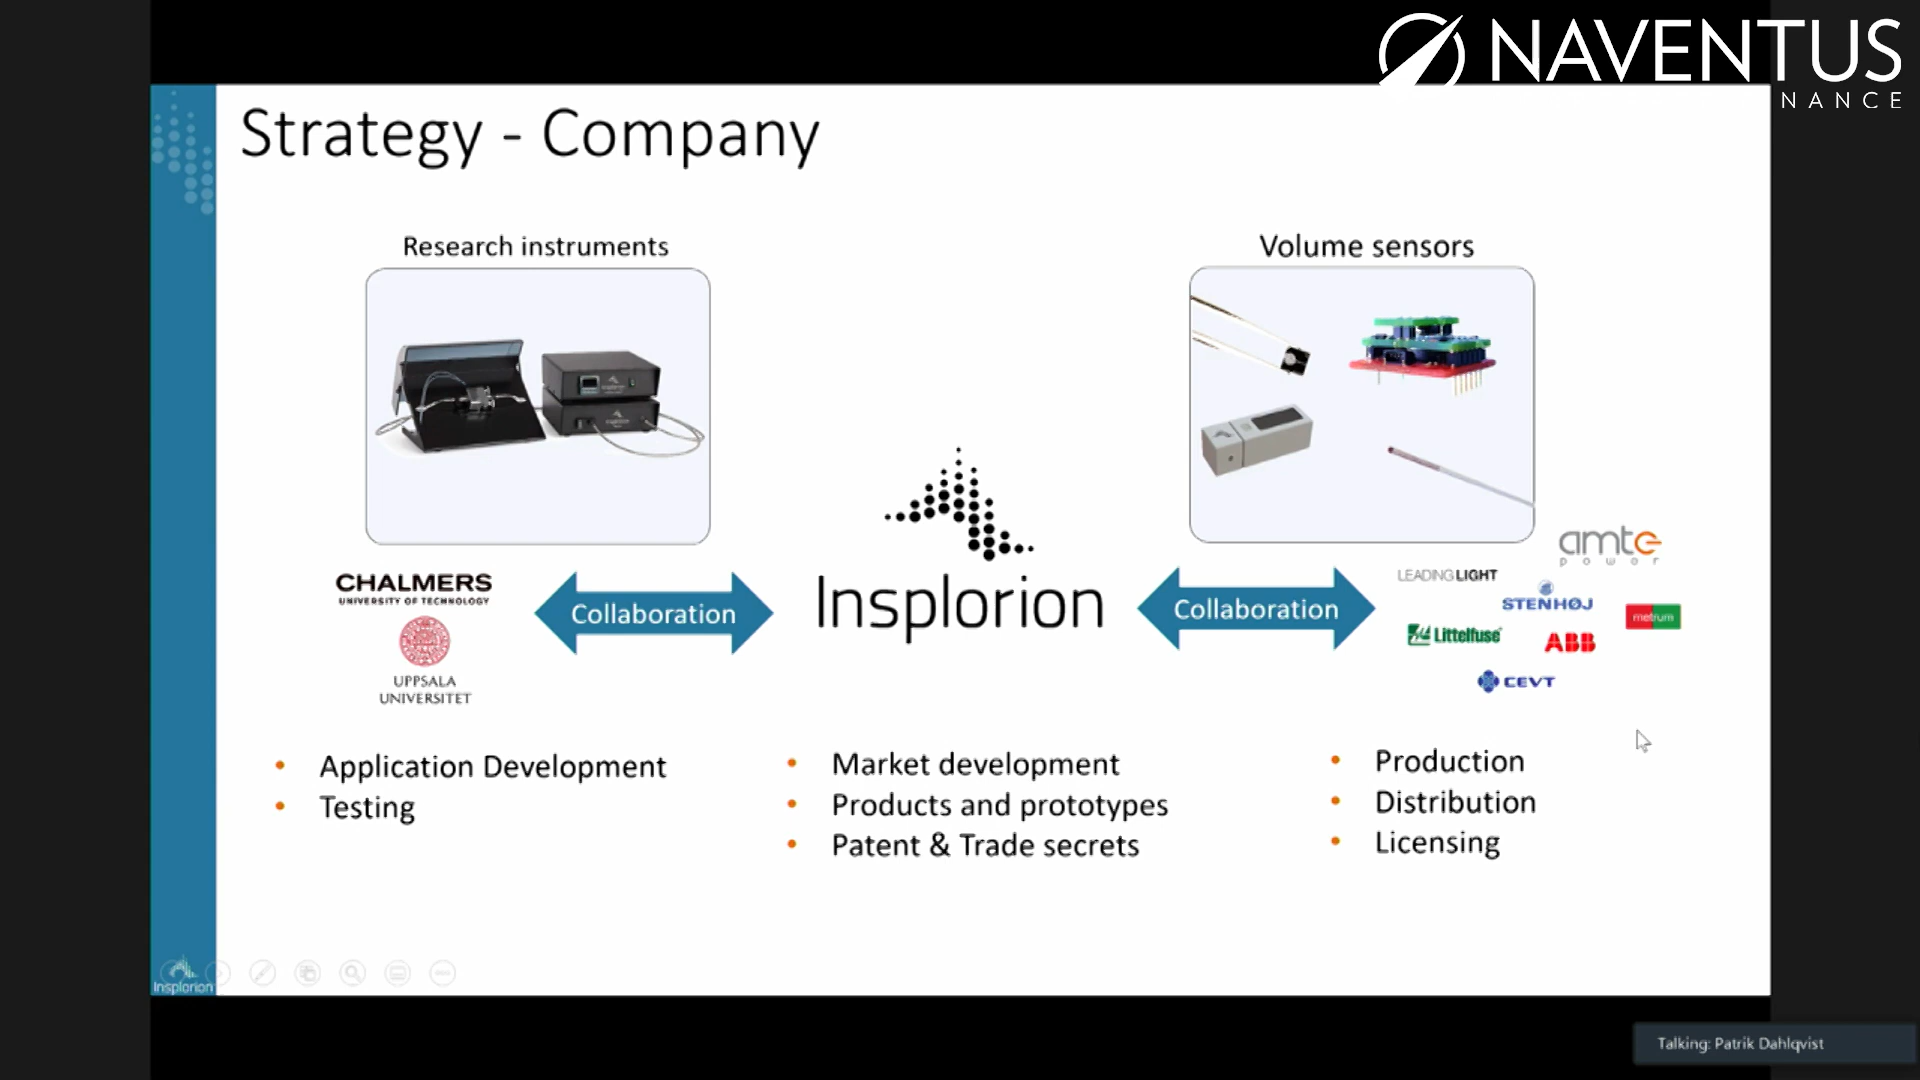 NAVENTUS
NANCE
Strategy - Company
Research instruments
Volume sensors
amte
power
CHALMERS
UNIVERSITY OF TECHNOLOGY
UPPSALA
UNIVERSITET
Collaboration
Insplorion
Collaboration
LEADING LIGHT
STENHØJ
metrum
Littelfuse
ABB
CEVT
• Application Development
• Testing
• Market development
• Products and prototypes
• Patent & Trade secrets
• Production
• Distribution
• Licensing
Insplorion
Talking: Patrik Dahlqvist